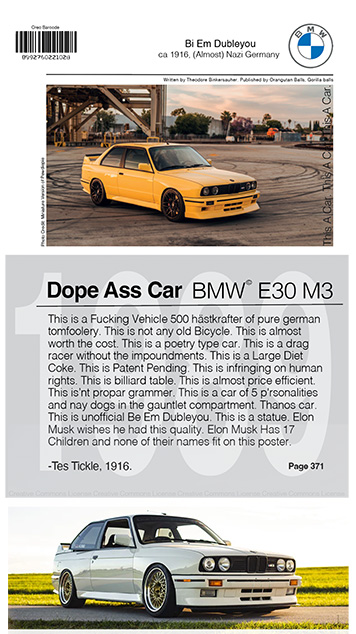 Oreo Barcode
Bi Em Dubleyou
ca 1916, (Almost) Nazi Germany
BMW
Written by Theodore Sinkersauher. Published by Orangutan Balls, Gorilla balls
This is A Car. This is A Car. This is A Car.
1999
Dope Ass Car BMW© E30 M3
This is a Fucking Vehicle 500 hästkrafter of pure german
tomfoolery. This is not any old Bicycle. This is almost
worth the cost. This is a poetry type car. This is a drag
racer without the impoundments. This is a Large Diet
Coke. This is Patent Pending. This is infringing on human
rights. This is billiard table. This is almost price efficient.
This is'nt propar grammer. This is a car of 5 p'rsonalities
and nay dogs in the gauntlet compartment. Thanos car.
This is unofficial Be Em Dubleyou. This is a statue. Elon
Musk wishes he had this quality. Elon Musk Has 17
Children and none of their names fit on this poster.
-Tes Tickle, 1916.
Page 371